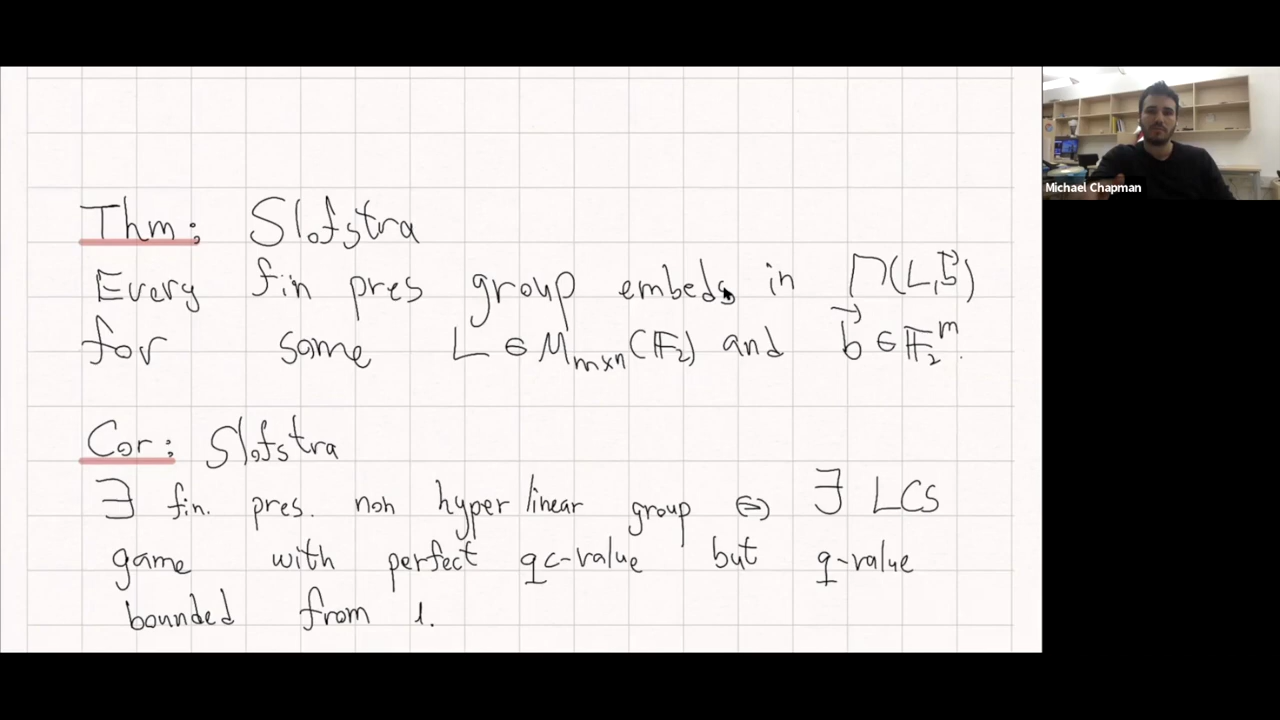 Thm: Slofstra
Every fin pres group embeds in Γ(L,b⃗)
for some L ∈ M_{m×n}(𝔽₂) and b⃗ ∈ 𝔽₂^m.
Cor: Slofstra
∃ fin. pres. non hyperlinear group ⇔ ∃ LCS
game with perfect qc-value but q-value
bounded from 1.
Michael Chapman